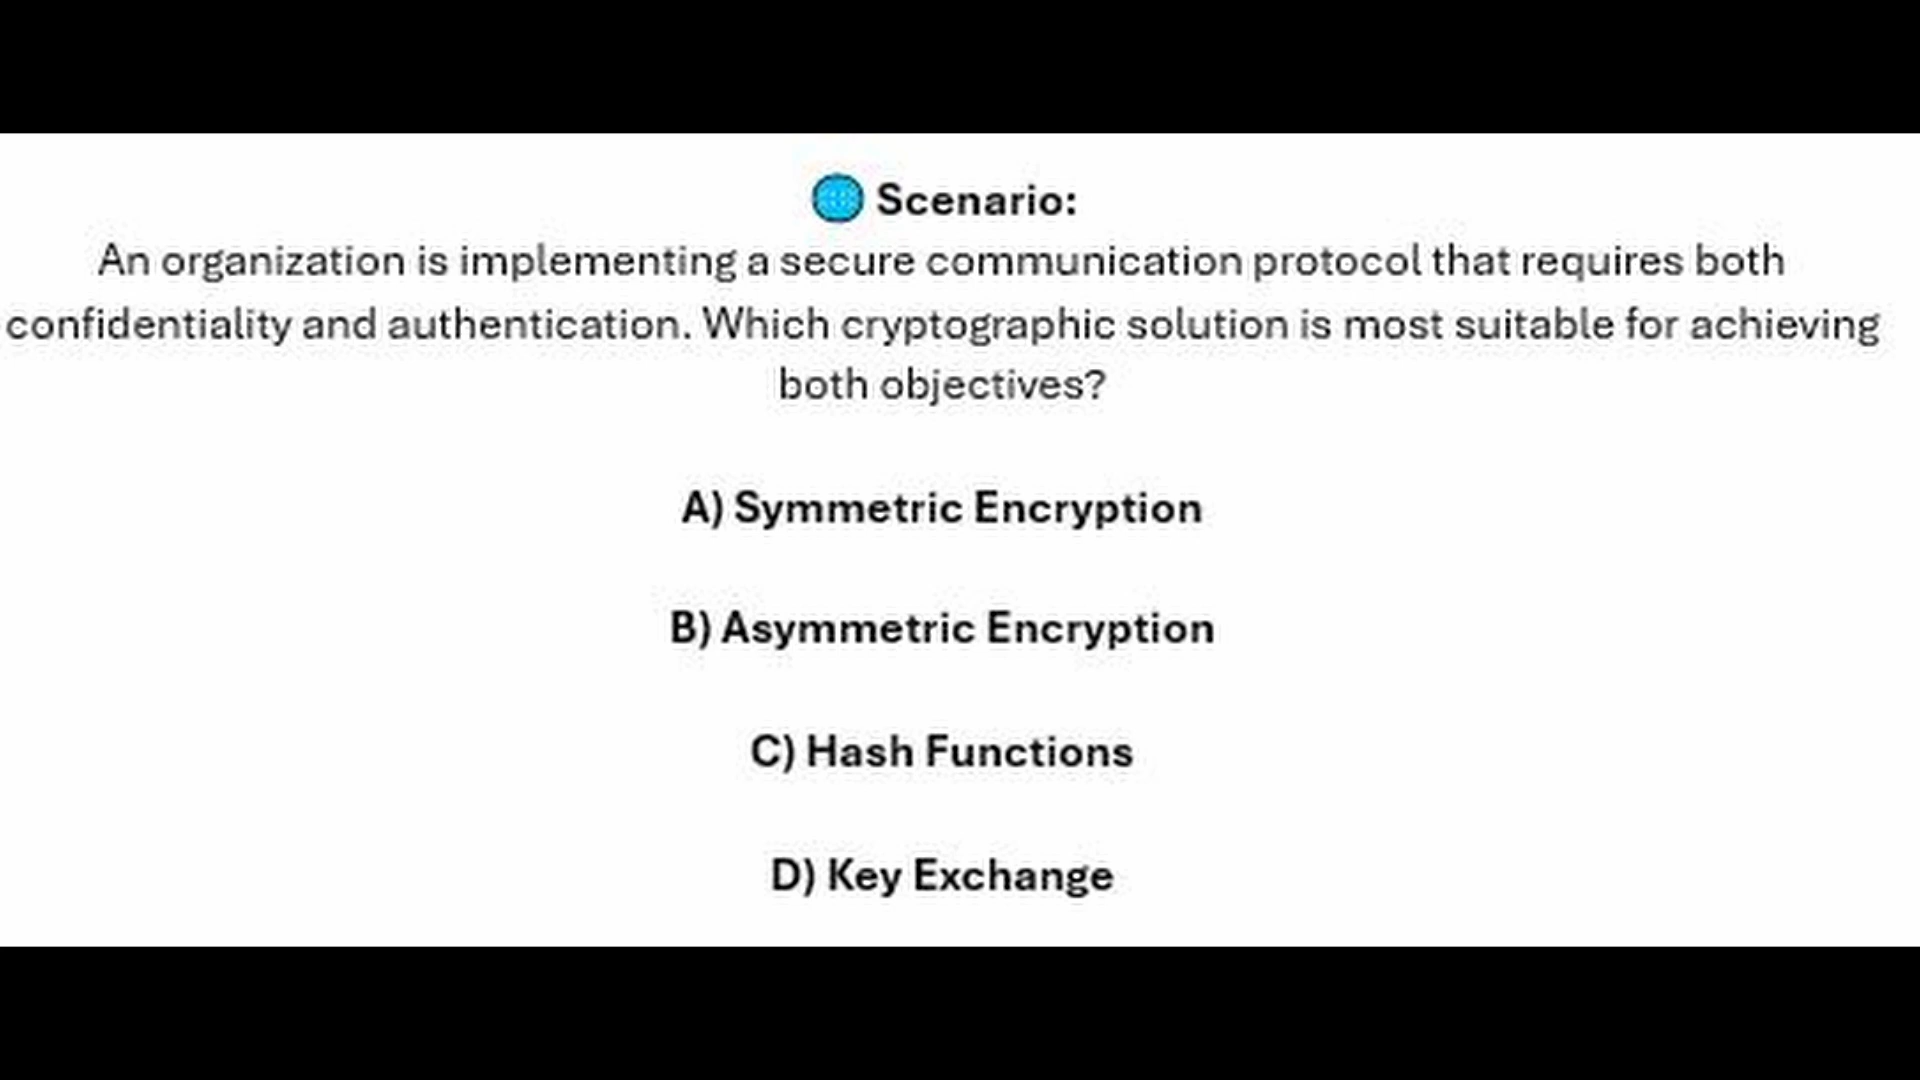 Scenario:
An organization is implementing a secure communication protocol that requires both
confidentiality and authentication. Which cryptographic solution is most suitable for achieving
both objectives?
A) Symmetric Encryption
B) Asymmetric Encryption
C) Hash Functions
D) Key Exchange